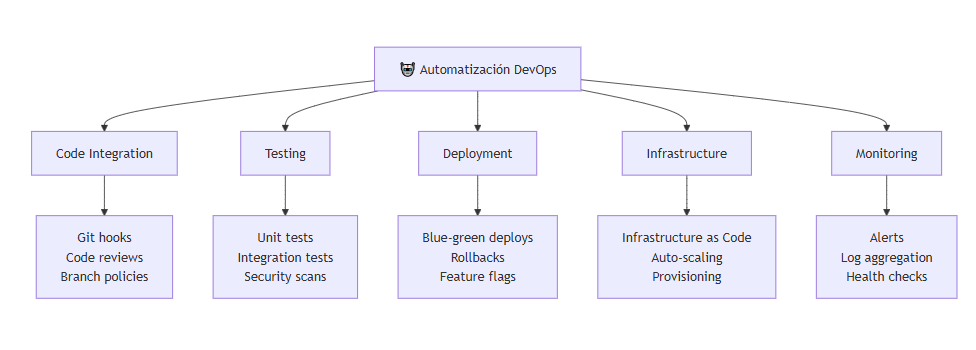 🤖 Automatización DevOps
Code Integration
Testing
Deployment
Infrastructure
Monitoring
Git hooks
Code reviews
Branch policies
Unit tests
Integration tests
Security scans
Blue-green deploys
Rollbacks
Feature flags
Infrastructure as Code
Auto-scaling
Provisioning
Alerts
Log aggregation
Health checks